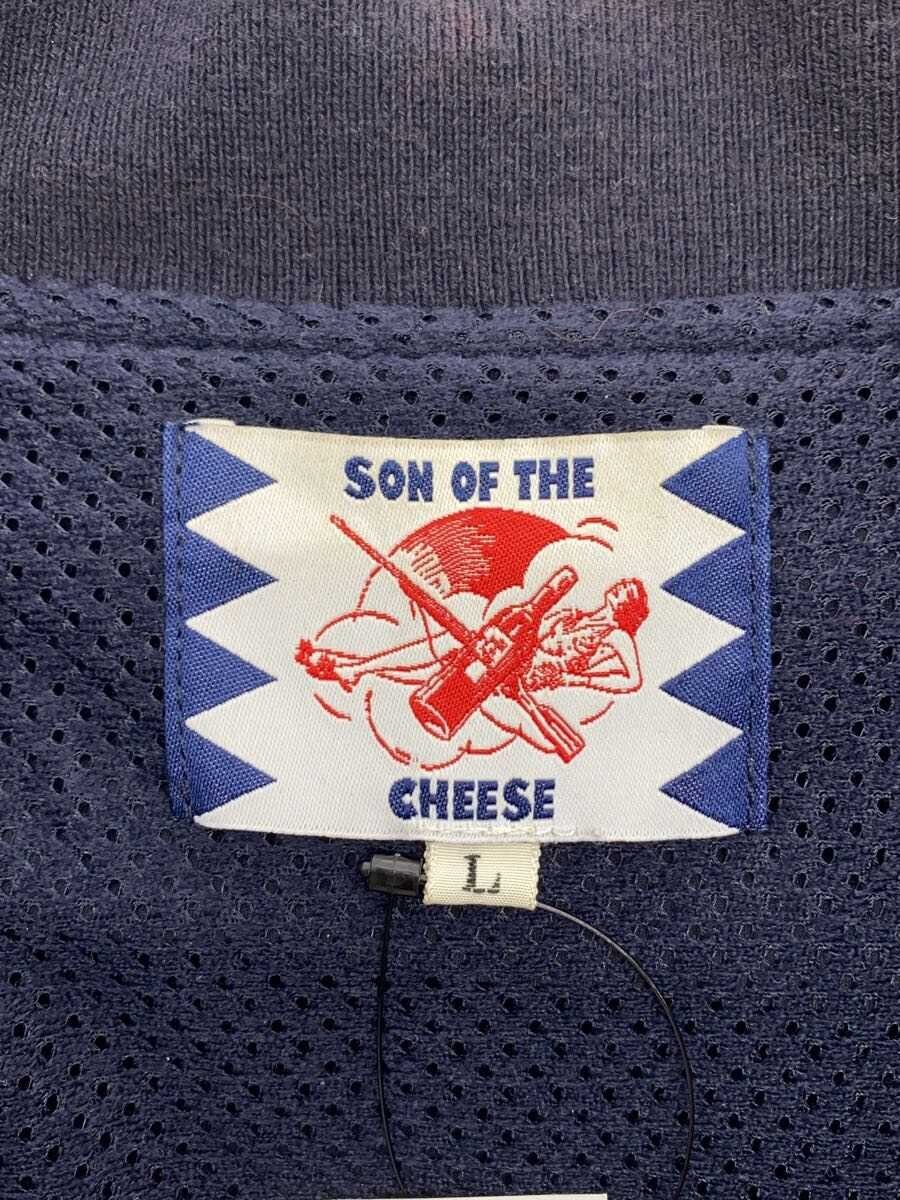 SON OF THE
CHEESE
L